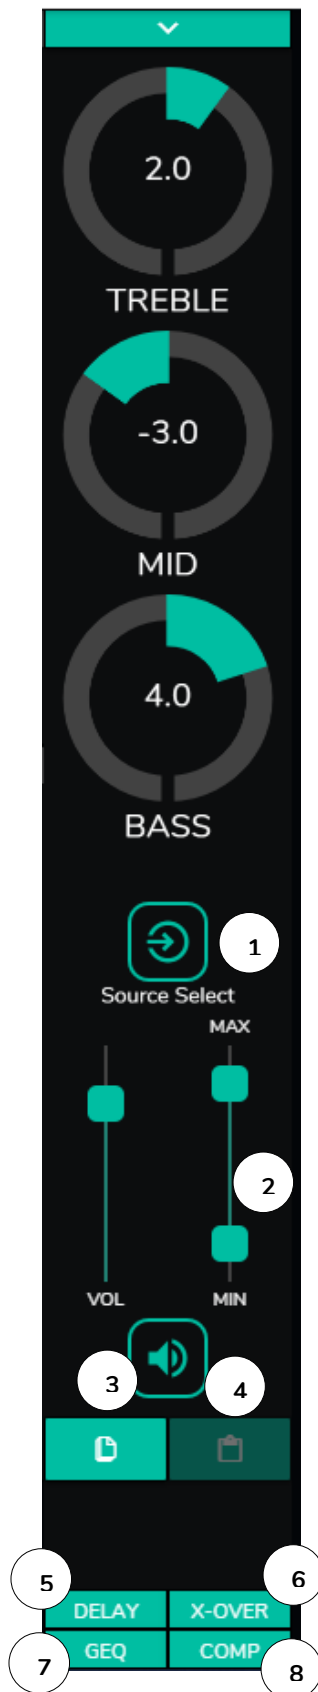 2.0
TREBLE
-3.0
MID
4.0
BASS
1
Source Select
MAX
2
VOL MIN
3 4
5 6
DELAY X-OVER
GEQ COMP
7 8